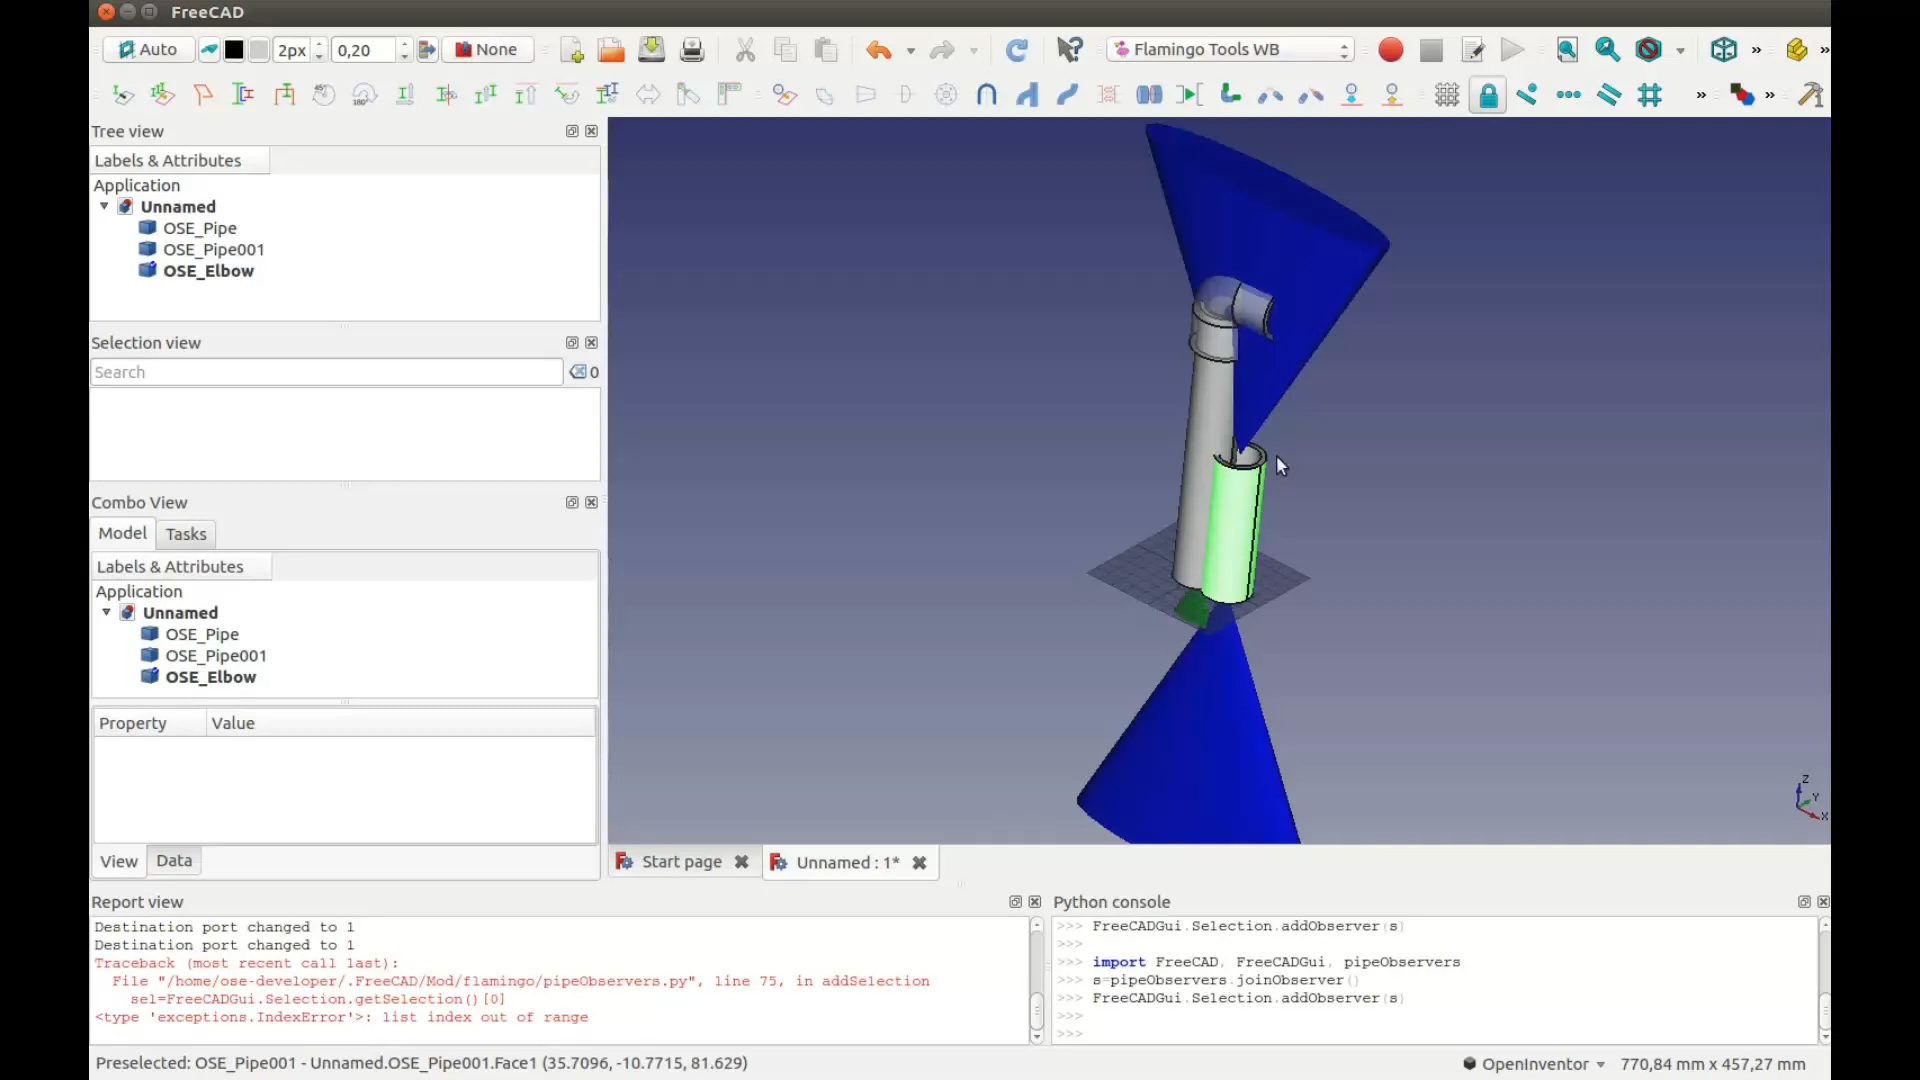 FreeCAD
Auto
2px
0,20
None
Flamingo Tools WB
»
»
45°
180°
»
»
Tree view
Labels & Attributes
Application
Unnamed
OSE_Pipe
OSE_Pipe001
OSE_Elbow
Selection view
Search
0
Combo View
Model
Tasks
Labels & Attributes
Application
Unnamed
OSE_Pipe
OSE_Pipe001
OSE_Elbow
Property
Value
View
Data
Z
Y
X
Start page
Unnamed : 1*
Report view
Destination port changed to 1
Destination port changed to 1
Traceback (most recent call last):
File "/home/ose-developer/.FreeCAD/Mod/flamingo/pipeObservers.py", line 75, in addSelection
sel=FreeCADGui.Selection.getSelection()[0]
<type 'exceptions.IndexError'>: list index out of range
Python console
>>> FreeCADGui.Selection.addObserver(s)
>>>
>>> import FreeCAD, FreeCADGui, pipeObservers
>>> s=pipeObservers.joinObserver()
>>> FreeCADGui.Selection.addObserver(s)
>>>
>>>
Preselected: OSE_Pipe001 - Unnamed.OSE_Pipe001.Face1 (35.7096, -10.7715, 81.629)
OpenInventor
770,84 mm x 457,27 mm